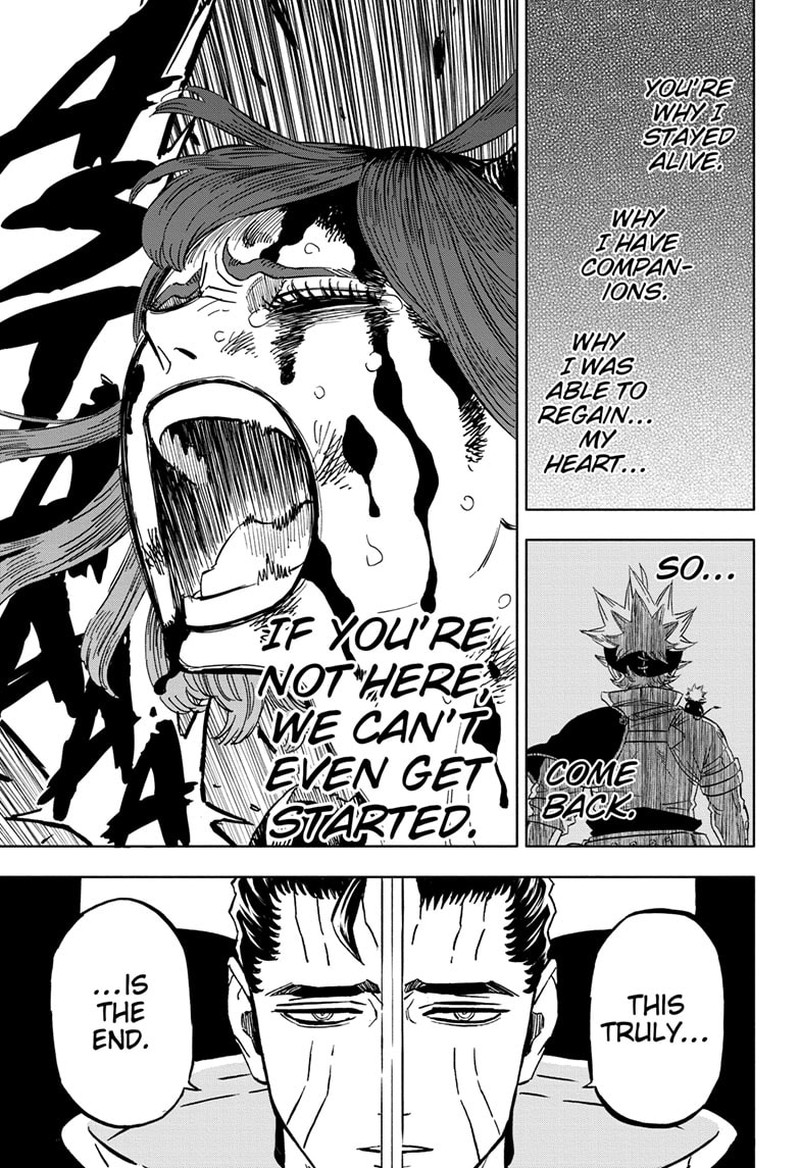 YOU'RE
WHY I
STAYED
ALIVE.
WHY
I HAVE
COMPAN-
IONS.
WHY
I WAS
ABLE TO
REGAIN...
MY
HEART...
SO...
COME
BACK.
ASTAAAA
IF YOU'RE
NOT HERE,
WE CAN'T
EVEN GET
STARTED.
THIS
TRULY...
...IS
THE
END.